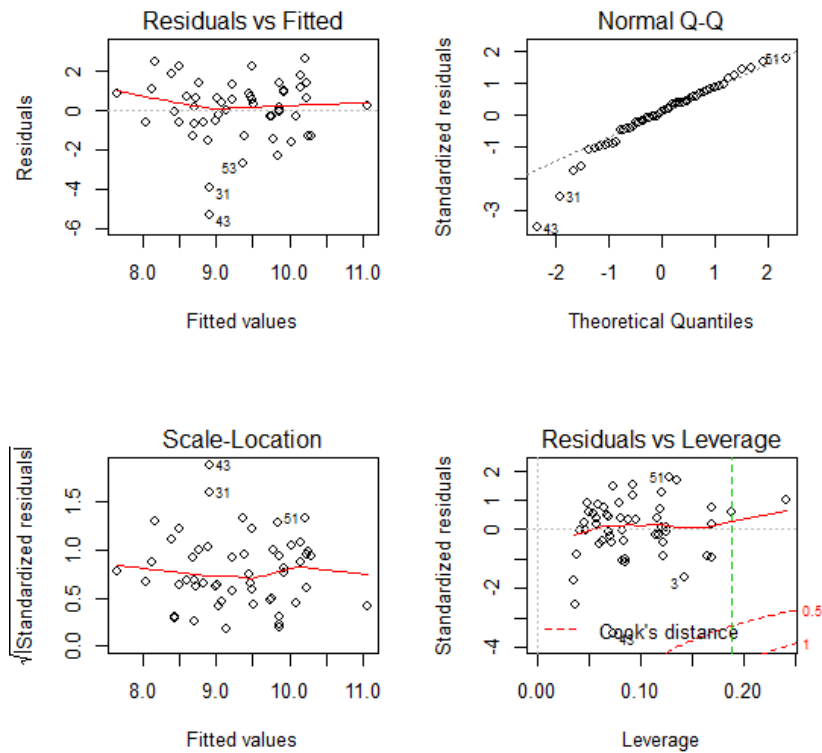 Residuals vs Fitted
Residuals
2
0
-2
-4
-6
53
31
43
8.0 9.0 10.0 11.0
Fitted values
Normal Q-Q
Standardized residuals
2
1
0
-1
-3
51
31
43
-2 -1 0 1 2
Theoretical Quantiles
Scale-Location
√|Standardized residuals|
1.5
1.0
0.5
0.0
43
31
51
8.0 9.0 10.0 11.0
Fitted values
Residuals vs Leverage
Standardized residuals
2
0
-2
-4
51
3
43
Cook's distance
0.5
1
0.00 0.10 0.20
Leverage